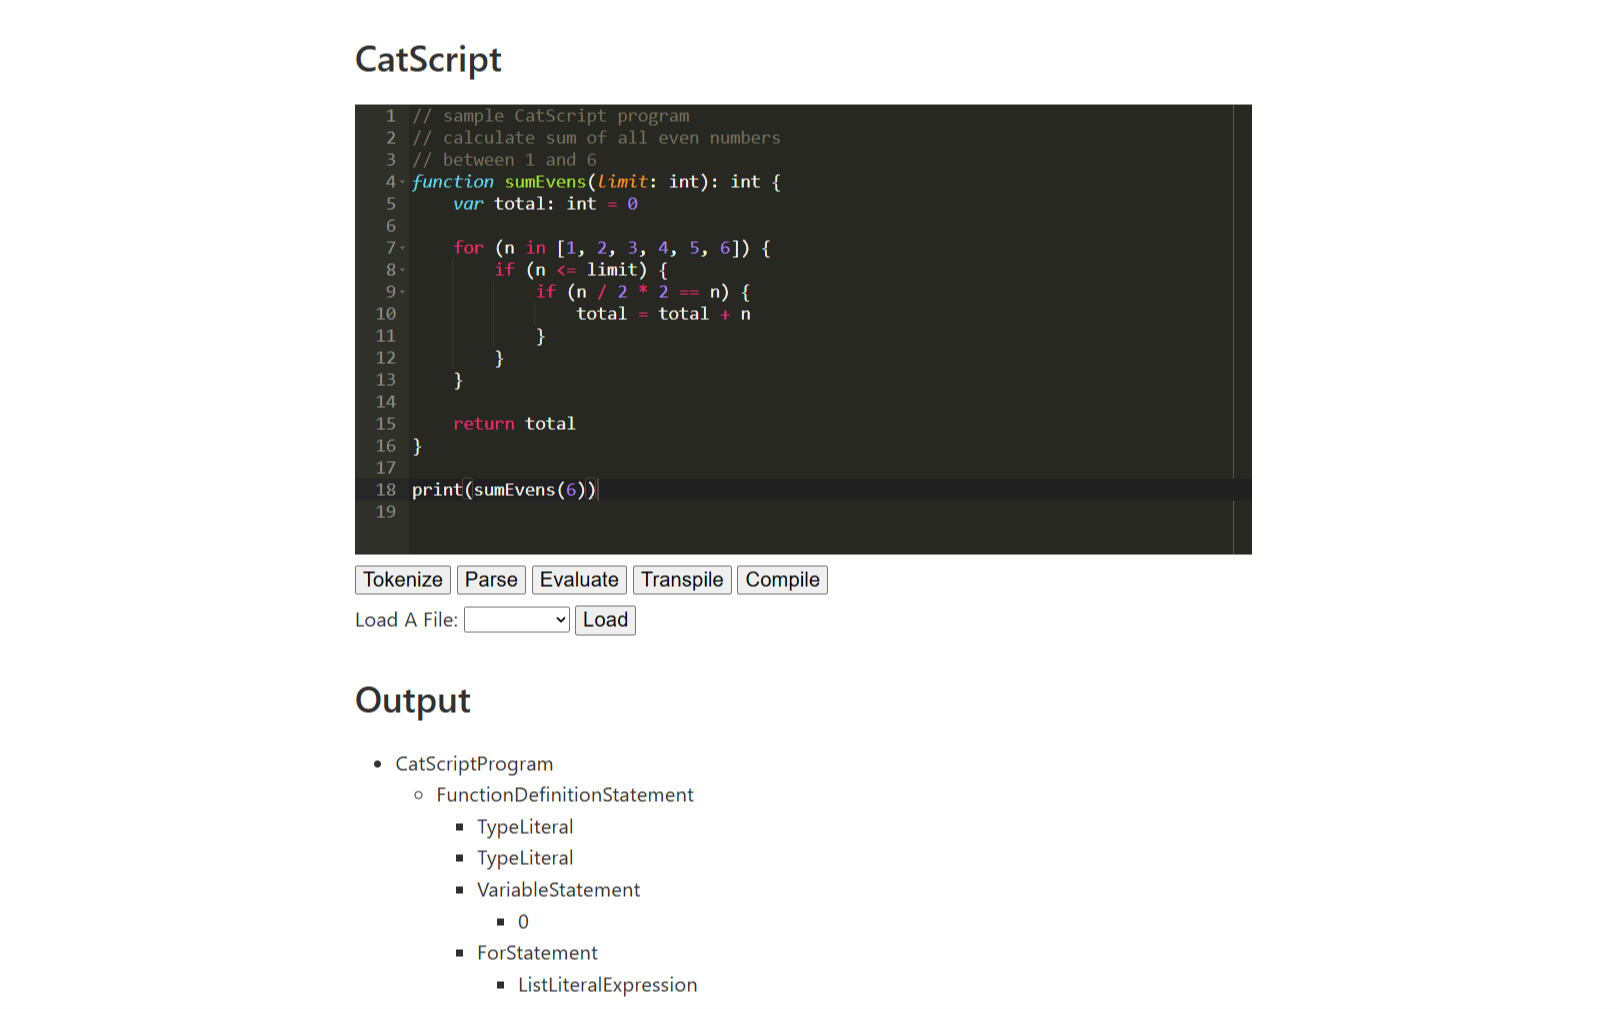 CatScript
1 // sample CatScript program
2 // calculate sum of all even numbers
3 // between 1 and 6
4 function sumEvens(limit: int): int {
5     var total: int = 0
6
7     for (n in [1, 2, 3, 4, 5, 6]) {
8         if (n <= limit) {
9             if (n / 2 * 2 == n) {
10                 total = total + n
11             }
12         }
13     }
14
15     return total
16 }
17
18 print(sumEvens(6))
19
Tokenize Parse Evaluate Transpile Compile
Load A File: Load
Output
CatScriptProgram
FunctionDefinitionStatement
TypeLiteral
TypeLiteral
VariableStatement
0
ForStatement
ListLiteralExpression